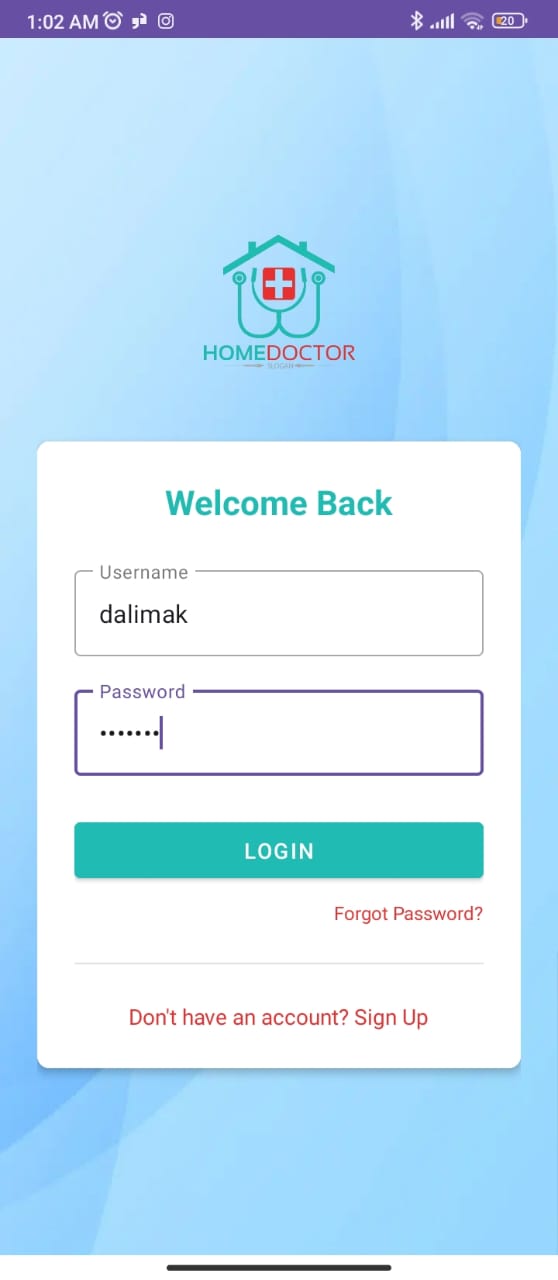 1:02 AM
20
HOMEDOCTOR
SLOGAN
Welcome Back
Username
dalimak
Password
•••••••
LOGIN
Forgot Password?
Don't have an account? Sign Up